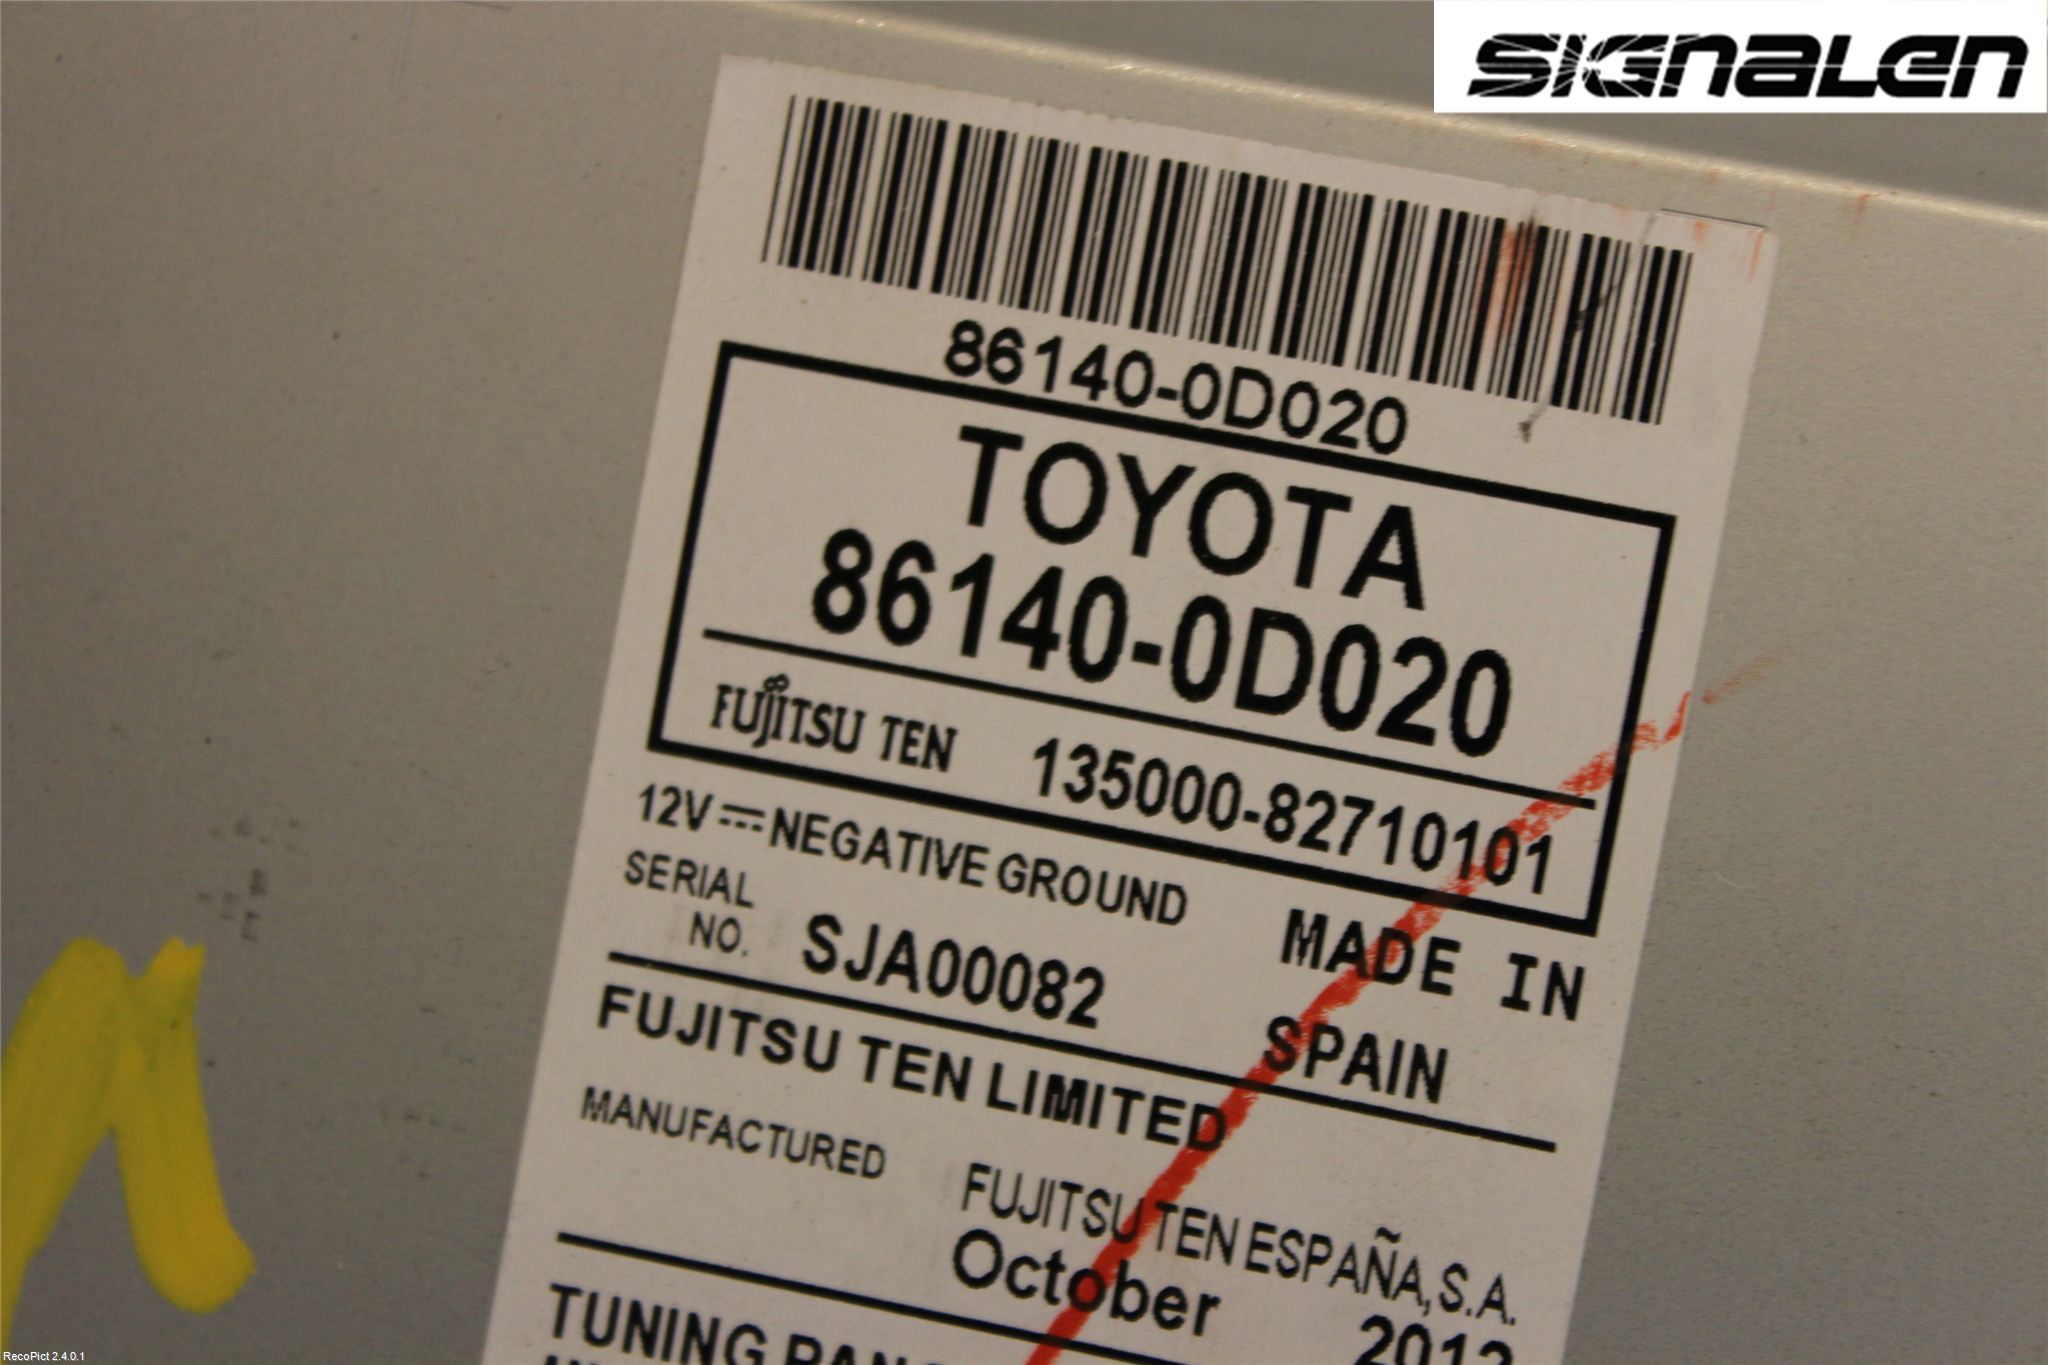 SIGNALEN
86140-0D020
TOYOTA
86140-0D020
FUJITSU TEN 135000-82710101
12V NEGATIVE GROUND
SERIAL NO. SJA00082
MADE IN
SPAIN
FUJITSU TEN LIMITED
MANUFACTURED
FUJITSU TEN ESPAÑA, S.A.
October 2012
TUNING
RecoPict 2.4.0.1